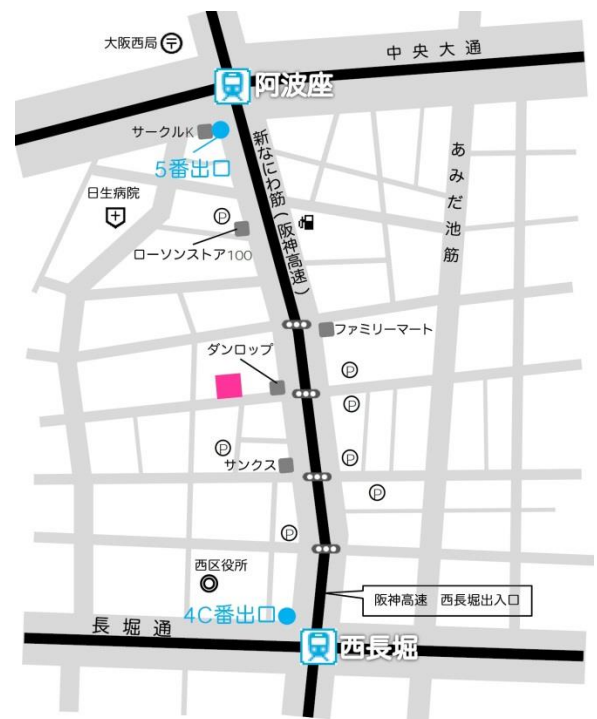 大阪西局
中央大通
阿波座
サークルK
5番出口
新なにわ筋(阪神高速)
あみだ池筋
日生病院
P
ローソンストア100
ファミリーマート
ダンロップ
P
P
P
サンクス
P
P
P
西区役所
阪神高速 西長堀出入口
4C番出口
長堀通
西長堀